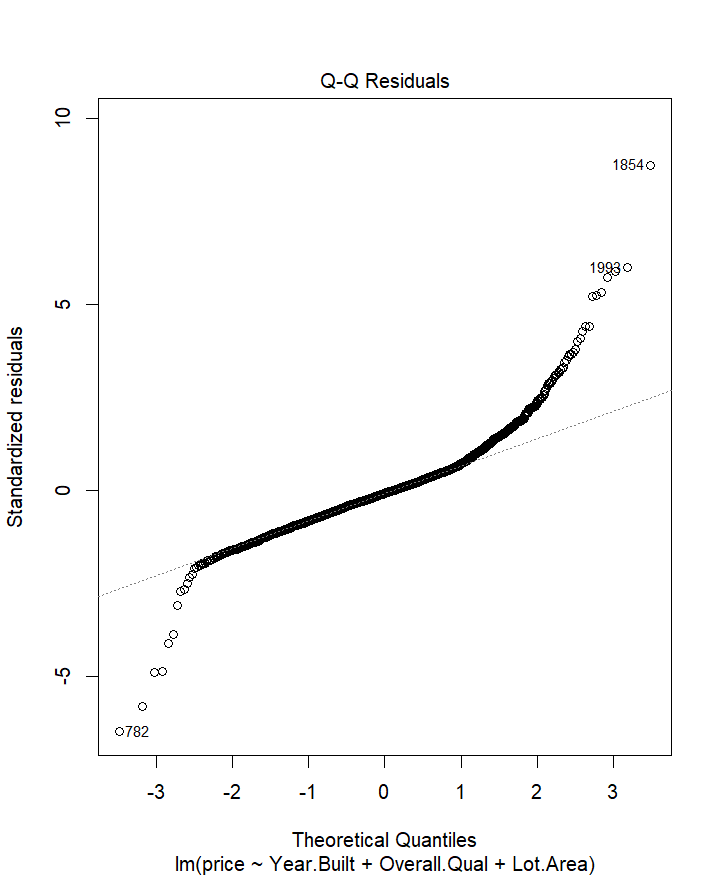 Q-Q Residuals
10
5
0
-5
Standardized residuals
1854
1993
782
-3 -2 -1 0 1 2 3
Theoretical Quantiles
lm(price ~ Year.Built + Overall.Qual + Lot.Area)